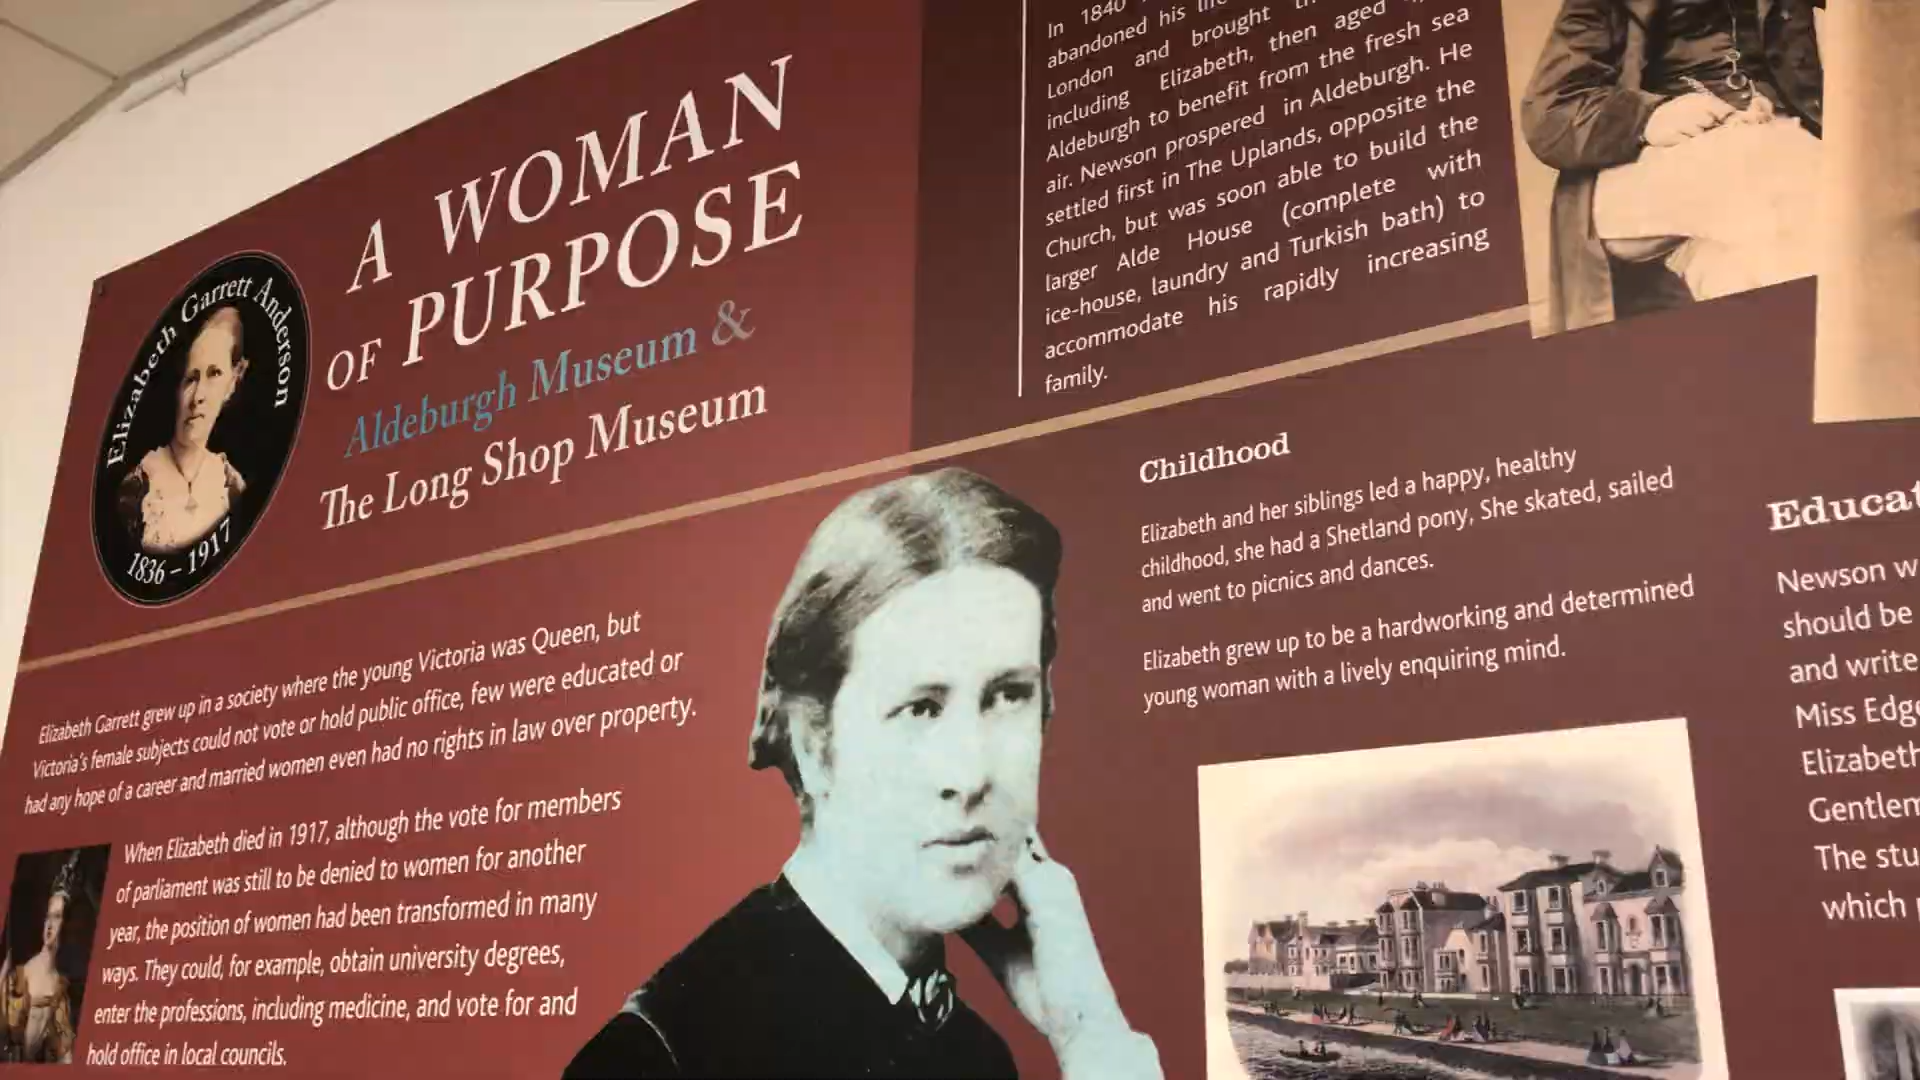 A WOMAN
OF PURPOSE
Aldeburgh Museum &
The Long Shop Museum
Elizabeth Garrett Anderson
1836 – 1917
Elizabeth Garrett grew up in a society where the young Victoria was Queen, but
Victoria's female subjects could not vote or hold public office, few were educated or
had any hope of a career and married women even had no rights in law over property.
When Elizabeth died in 1917, although the vote for members
of parliament was still to be denied to women for another
year, the position of women had been transformed in many
ways. They could, for example, obtain university degrees,
enter the professions, including medicine, and vote for and
hold office in local councils.
In 1840
abandoned his
London and brought
including Elizabeth, then aged
Aldeburgh to benefit from the fresh sea
air. Newson prospered in Aldeburgh. He
settled first in The Uplands, opposite the
Church, but was soon able to build the
larger Alde House (complete with
ice-house, laundry and Turkish bath) to
accommodate his rapidly increasing
family.
Childhood
Elizabeth and her siblings led a happy, healthy
childhood, she had a Shetland pony, She skated, sailed
and went to picnics and dances.
Elizabeth grew up to be a hardworking and determined
young woman with a lively enquiring mind.
Educat
Newson w
should be
and write
Miss Edge
Elizabeth
Gentlem
The stu
which